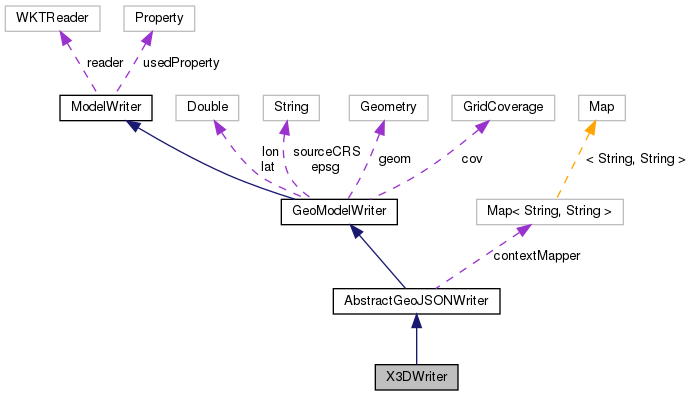 WKTReader
Property
reader
usedProperty
ModelWriter
Double
String
Geometry
GridCoverage
Map
lon
lat
sourceCRS
epsg
geom
cov
< String, String >
GeoModelWriter
Map< String, String >
contextMapper
AbstractGeoJSONWriter
X3DWriter